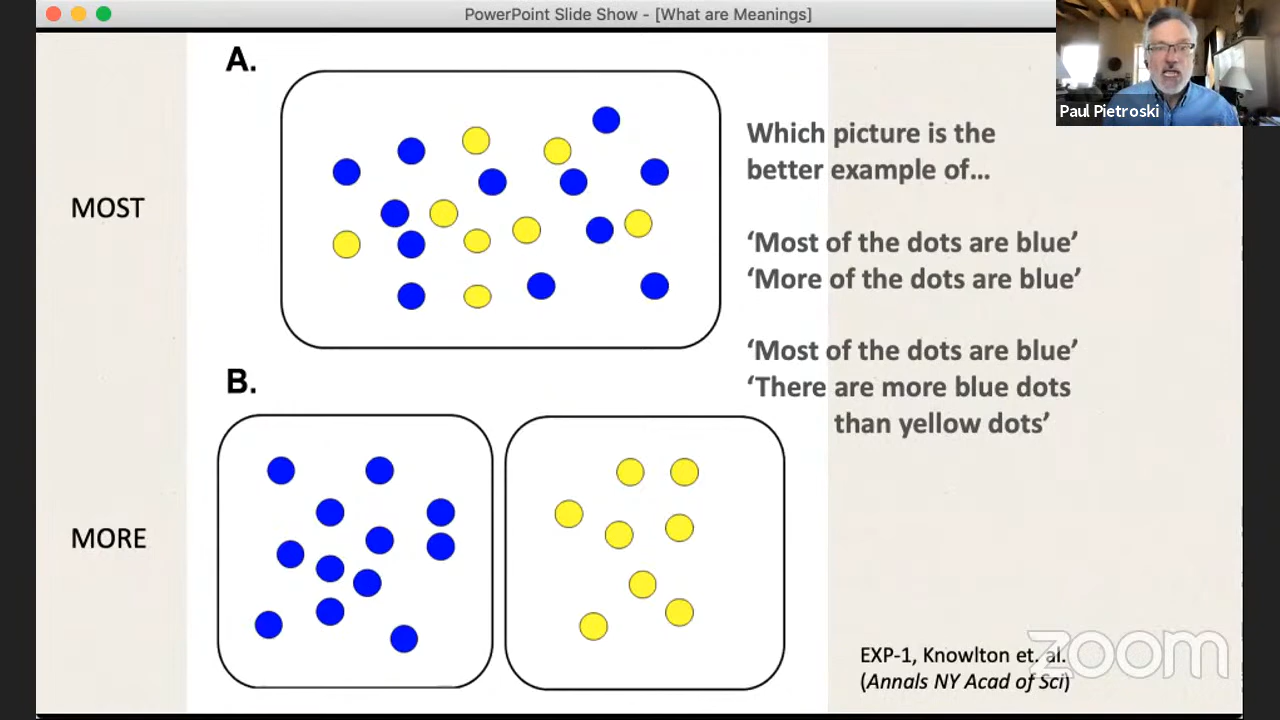 PowerPoint Slide Show - [What are Meanings]
Paul Pietroski
A.
MOST
Which picture is the
better example of...
‘Most of the dots are blue’
‘More of the dots are blue’
‘Most of the dots are blue’
‘There are more blue dots
than yellow dots’
B.
MORE
EXP-1, Knowlton et. al.
(Annals NY Acad of Sci)
zoom